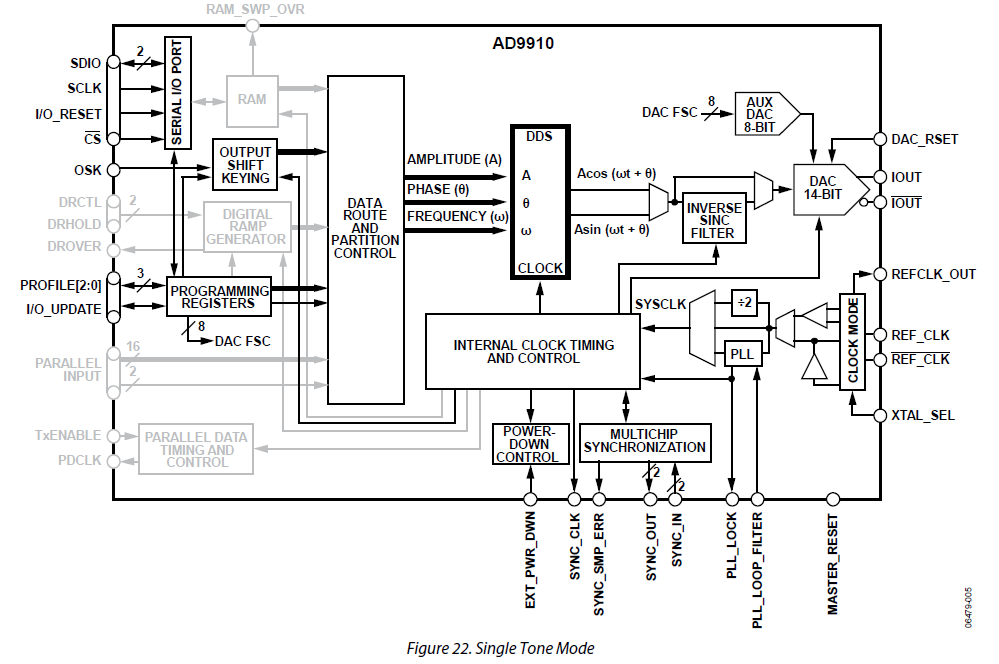 RAM_SWP_OVR
AD9910
SDIO
2
SCLK
I/O_RESET
CS
SERIAL I/O PORT
RAM
OSK
OUTPUT
SHIFT
KEYING
DRCTL
2
DRHOLD
DROVER
DIGITAL
RAMP
GENERATOR
PROFILE[2:0]
3
I/O_UPDATE
PROGRAMMING
REGISTERS
8
DAC FSC
PARALLEL
INPUT
16
2
TxENABLE
PDCLK
PARALLEL DATA
TIMING AND
CONTROL
DATA
ROUTE
AND
PARTITION
CONTROL
AMPLITUDE (A)
PHASE (θ)
FREQUENCY (ω)
DDS
A
θ
ω
CLOCK
Acos (ωt + θ)
Asin (ωt + θ)
INVERSE
SINC
FILTER
DAC FSC
8
AUX
DAC
8-BIT
DAC
14-BIT
DAC_RSET
IOUT
IOUT
REFCLK_OUT
REF_CLK
REF_CLK
XTAL_SEL
CLOCK MODE
SYSCLK
÷2
PLL
INTERNAL CLOCK TIMING
AND CONTROL
POWER-
DOWN
CONTROL
MULTICHIP
SYNCHRONIZATION
2
2
EXT_PWR_DWN
SYNC_CLK
SYNC_SMP_ERR
SYNC_OUT
SYNC_IN
PLL_LOCK
PLL_LOOP_FILTER
MASTER_RESET
06479-005
Figure 22. Single Tone Mode